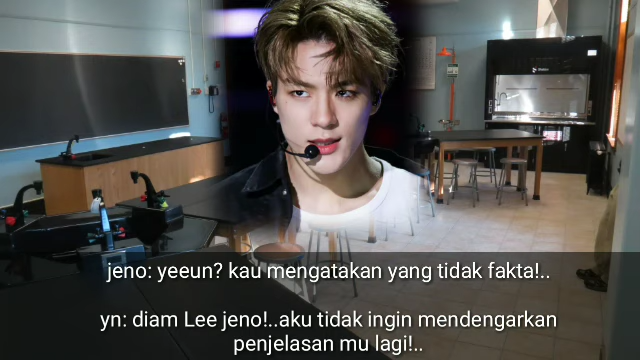 jeno: yeeun? kau mengatakan yang tidak fakta!..
yn: diam Lee jeno!..aku tidak ingin mendengarkan
penjelasan mu lagi!..